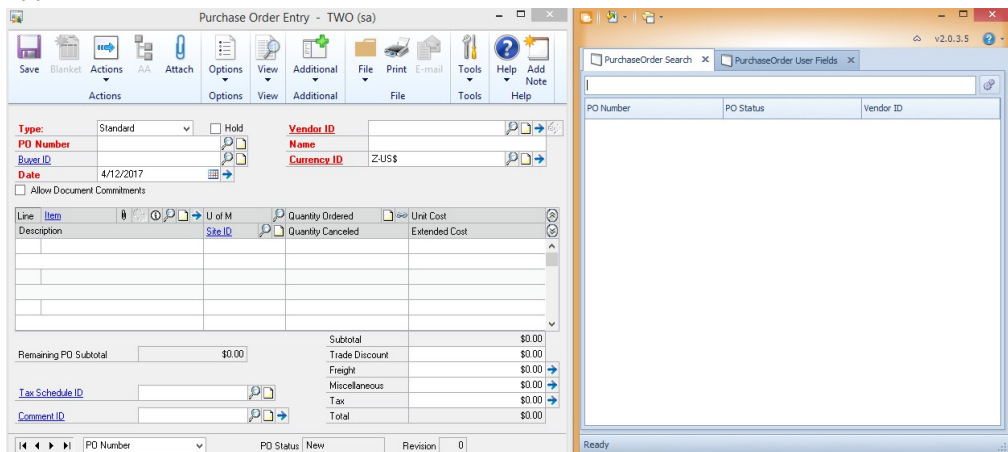 Purchase Order Entry - TWO (sa)
Save Blanket Actions AA Attach Options View Additional File Print E-mail Tools Help Add Note
Actions Options View Additional File Tools Help
Type: Standard Hold Vendor ID
PO Number Name
Buyer ID Currency ID Z-US$
Date 4/12/2017
Allow Document Commitments
Line Item U of M Quantity Ordered Unit Cost
Description Site ID Quantity Canceled Extended Cost
Subtotal $0.00
Remaining PO Subtotal $0.00 Trade Discount $0.00
Freight $0.00
Miscellaneous $0.00
Tax Schedule ID Tax $0.00
Comment ID Total $0.00
PO Number PO Status New Revision 0
v2.0.3.5
PurchaseOrder Search PurchaseOrder User Fields
PO Number PO Status Vendor ID
Ready